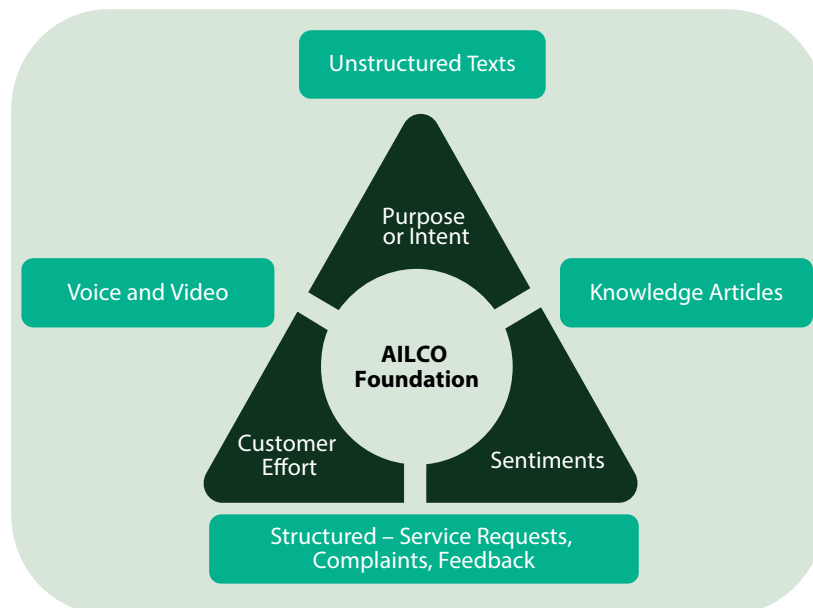 Unstructured Texts
Purpose
or Intent
Voice and Video
Knowledge Articles
AILCO
Foundation
Customer
Effort
Sentiments
Structured – Service Requests,
Complaints, Feedback